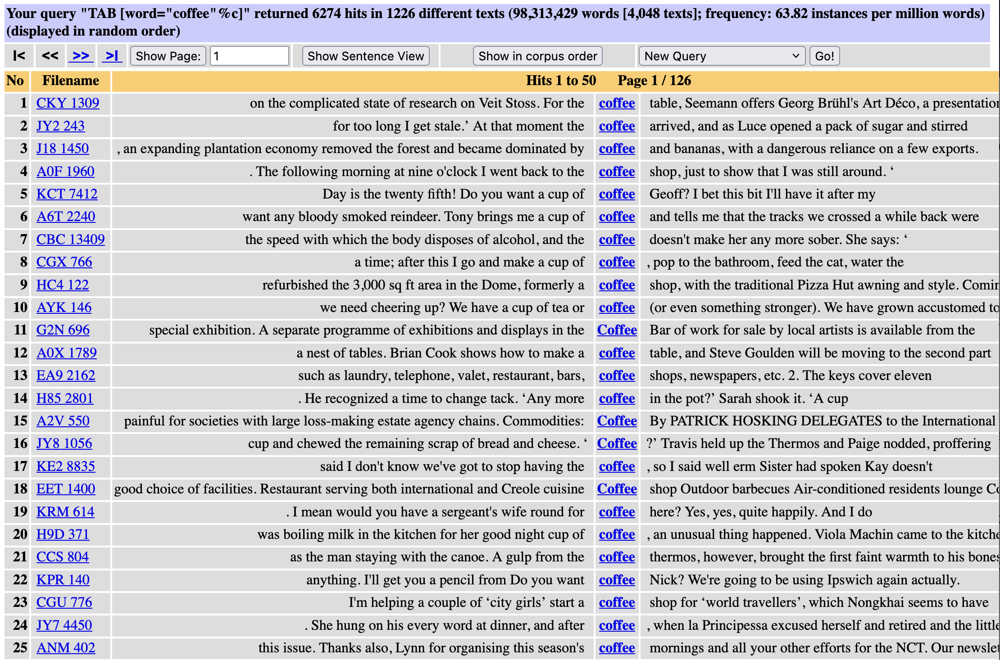 Your query "TAB [word="coffee"%c]" returned 6274 hits in 1226 different texts (98,313,429 words [4,048 texts]; frequency: 63.82 instances per million words)
(displayed in random order)
|< << >> >| Show Page: 1 Show Sentence View Show in corpus order New Query Go!
No Filename Hits 1 to 50 Page 1 / 126
1 CKY 1309 on the complicated state of research on Veit Stoss. For the coffee table, Seemann offers Georg Brühl's Art Déco, a presentation
2 JY2 243 for too long I get stale.’ At that moment the coffee arrived, and as Luce opened a pack of sugar and stirred
3 J18 1450 , an expanding plantation economy removed the forest and became dominated by coffee and bananas, with a dangerous reliance on a few exports.
4 A0F 1960 . The following morning at nine o'clock I went back to the coffee shop, just to show that I was still around. ‘
5 KCT 7412 Day is the twenty fifth! Do you want a cup of coffee Geoff? I bet this bit I'll have it after my
6 A6T 2240 want any bloody smoked reindeer. Tony brings me a cup of coffee and tells me that the tracks we crossed a while back were
7 CBC 13409 the speed with which the body disposes of alcohol, and the coffee doesn't make her any more sober. She says: ‘
8 CGX 766 a time; after this I go and make a cup of coffee , pop to the bathroom, feed the cat, water the
9 HC4 122 refurbished the 3,000 sq ft area in the Dome, formerly a coffee shop, with the traditional Pizza Hut awning and style.
10 AYK 146 we need cheering up? We have a cup of tea or coffee (or even something stronger). We have grown accustomed to
11 G2N 696 special exhibition. A separate programme of exhibitions and displays in the Coffee Bar of work for sale by local artists is available from the
12 A0X 1789 a nest of tables. Brian Cook shows how to make a coffee table, and Steve Goulden will be moving to the second part
13 EA9 2162 such as laundry, telephone, valet, restaurant, bars, coffee shops, newspapers, etc. 2. The keys cover eleven
14 H85 2801 . He recognized a time to change tack. ‘Any more coffee in the pot?’ Sarah shook it. ‘A cup
15 A2V 550 painful for societies with large loss-making estate agency chains. Commodities: Coffee By PATRICK HOSKING DELEGATES to the International
16 JY8 1056 cup and chewed the remaining scrap of bread and cheese. ‘ Coffee ?’ Travis held up the Thermos and Paige nodded, proffering
17 KE2 8835 said I don't know we've got to stop having the coffee , so I said well erm Sister had spoken Kay doesn't
18 EET 1400 good choice of facilities. Restaurant serving both international and Creole cuisine Coffee shop Outdoor barbecues Air-conditioned residents lounge
19 KRM 614 . I mean would you have a sergeant's wife round for coffee here? Yes, yes, quite happily. And I do
20 H9D 371 was boiling milk in the kitchen for her good night cup of coffee , an unusual thing happened. Viola Machin came to the
21 CCS 804 as the man staying with the canoe. A gulp from the coffee thermos, however, brought the first faint warmth to his bones
22 KPR 140 anything. I'll get you a pencil from Do you want coffee Nick? We're going to be using Ipswich again actually.
23 CGU 776 I'm helping a couple of ‘city girls’ start a coffee shop for ‘world travellers’, which Nongkhai seems to have
24 JY7 4450 . She hung on his every word at dinner, and after coffee , when la Principessa excused herself and retired and the little
25 ANM 402 this issue. Thanks also, Lynn for organising this season's coffee mornings and all your other efforts for the NCT. Our